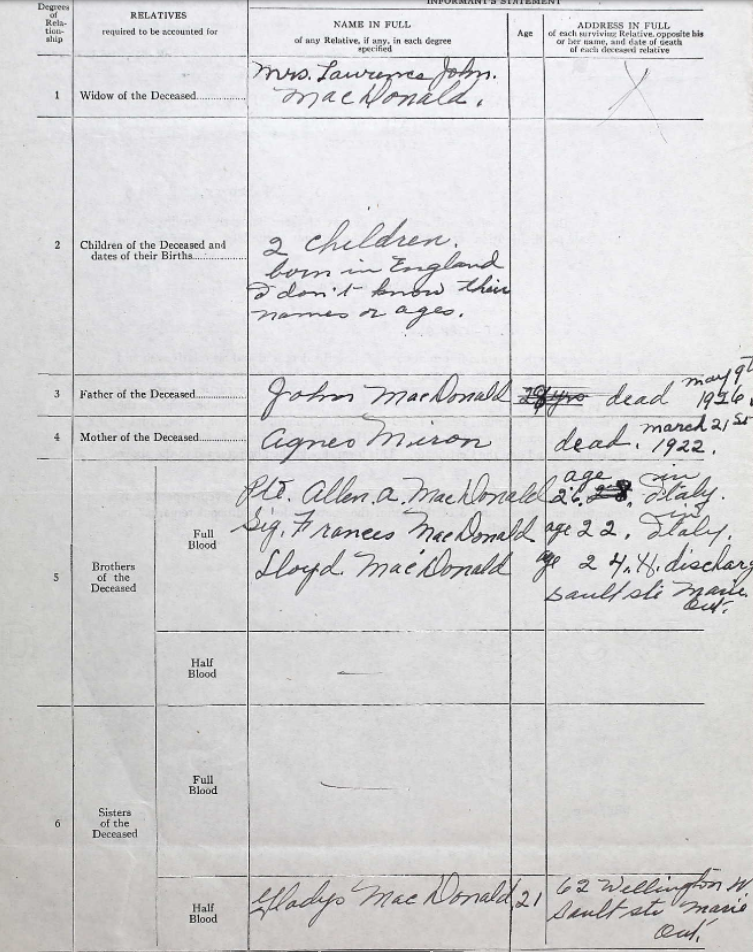 INFORMANT'S STATEMENT
Degrees of Rela-tion-ship
RELATIVES
required to be accounted for
NAME IN FULL
of any Relative, if any, in each degree specified
Age
ADDRESS IN FULL
of each surviving Relative, opposite his or her name, and date of death of each deceased relative
1 Widow of the Deceased
Mrs. Lawrence John.
MacDonald.
X
2 Children of the Deceased and
dates of their Births
2 children.
born in England
I don't know their
names or ages.
3 Father of the Deceased John MacDonald dead may 9th
1926.
4 Mother of the Deceased Agnes Miron dead. march 21st
1922.
5 Brothers
of the
Deceased
Full
Blood
Pte. Allen. A. MacDonald age 26. in Italy.
Sig. Frances MacDonald age 22. in Italy.
Lloyd MacDonald age 24. discharg
Sault ste Marie
Ont.
Half
Blood
—
6 Sisters
of the
Deceased
Full
Blood
—
Half
Blood
Gladys MacDonald 21 62 Wellington W
Sault ste Marie
Ont.